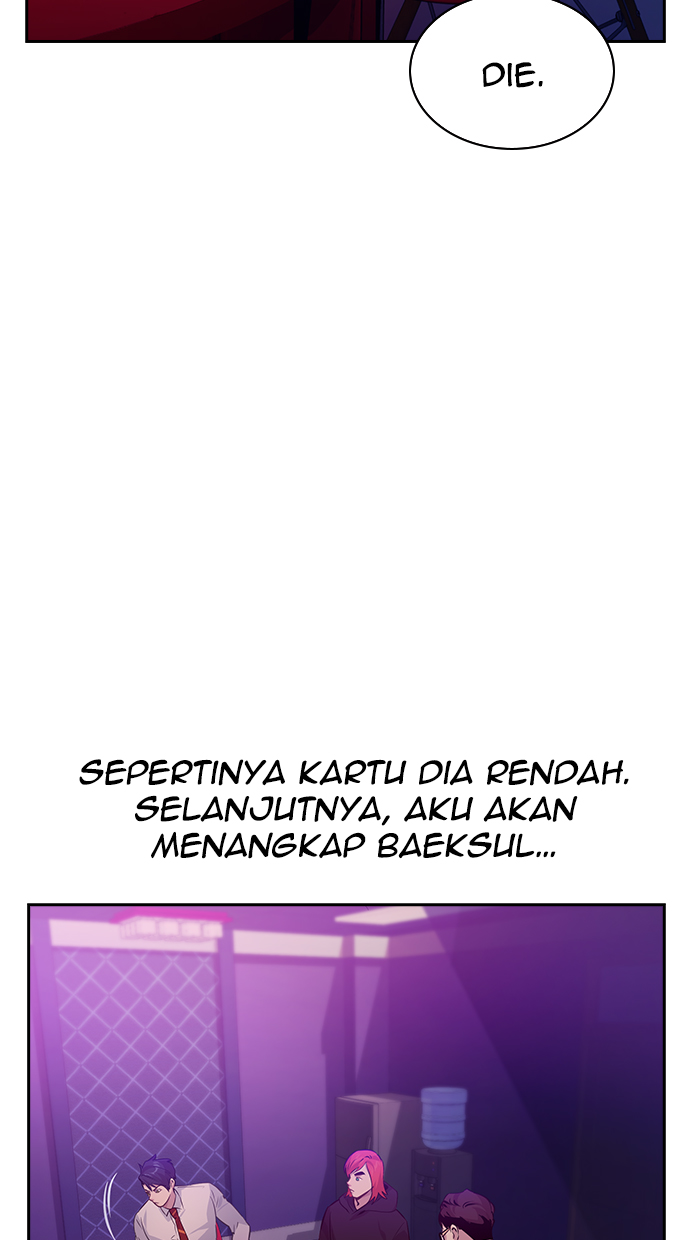 DIE.
SEPERTINYA KARTU DIA RENDAH.
SELANJUTNYA, AKU AKAN
MENANGKAP BAEKSUL...